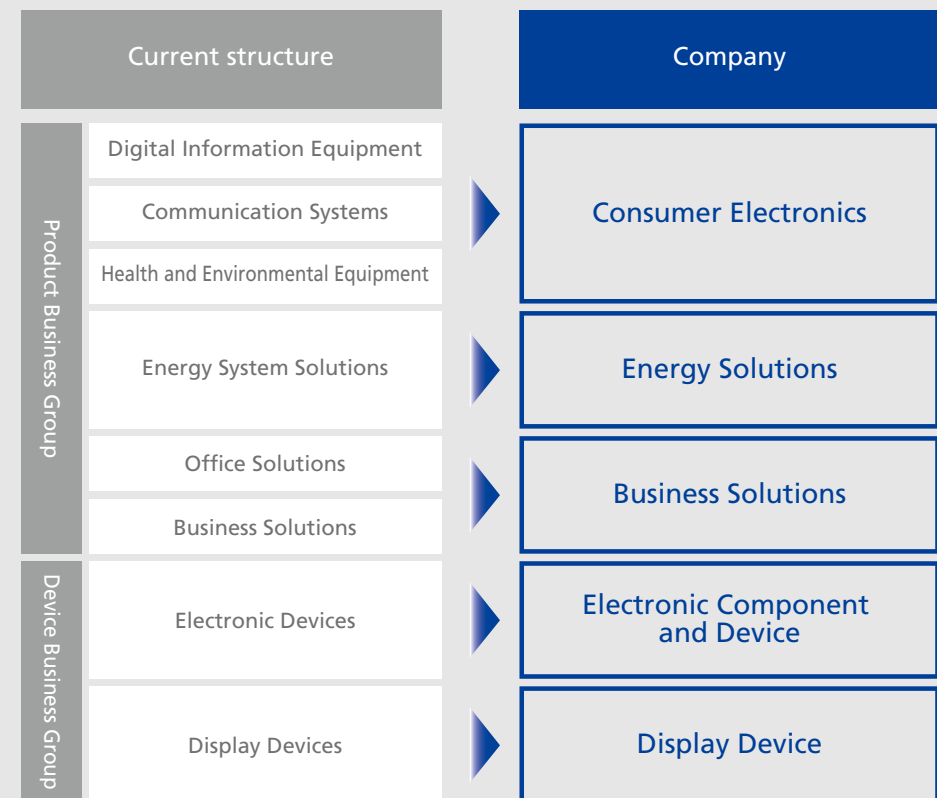 Current structure
Company
Product Business Group
Digital Information Equipment
Communication Systems
Health and Environmental Equipment
Consumer Electronics
Energy System Solutions
Energy Solutions
Office Solutions
Business Solutions
Business Solutions
Device Business Group
Electronic Devices
Electronic Component
and Device
Display Devices
Display Device